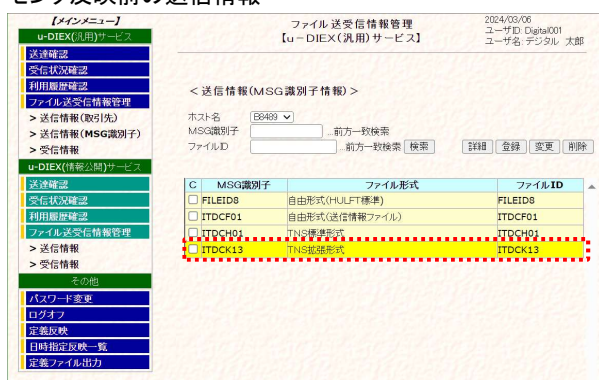 センタ反映前の送信情報
【メインメニュー】
u-DIEX(汎用)サービス
送達確認
受信状況確認
利用履歴確認
ファイル送受信情報管理
> 送信情報(取引先)
> 送信情報(MSG識別子)
> 受信情報
u-DIEX(情報公開)サービス
送達確認
受信状況確認
利用履歴確認
ファイル送受信情報管理
> 送信情報
> 受信情報
その他
パスワード変更
ログオフ
定義反映
日時指定反映一覧
定義ファイル出力
ファイル送受信情報管理
【u-DIEX(汎用)サービス】
2024/03/06
ユーザID: Digital001
ユーザ名: デジタル 太郎
<送信情報(MSG識別子情報)>
ホスト名 B8489
MSG識別子 ...前方一致検索
ファイルID ...前方一致検索 検索 詳細 登録 変更 削除
C MSG識別子 ファイル形式 ファイルID
FILEID8 自由形式(HULFT標準) FILEID8
ITDCF01 自由形式(送信情報ファイル) ITDCF01
ITDCH01 TNS標準形式 ITDCH01
ITDCK13 TNS拡張形式 ITDCK13